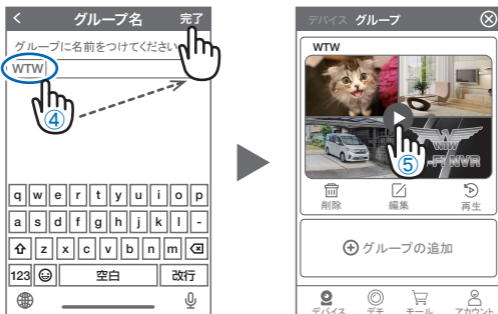 グループ名
完了
グループに名前をつけてください
WTW
④
q w e r t y u i o p
a s d f g h j k l -
z x c v b n m
123 空白 改行
デバイス グループ
WTW
WTW
⑤
削除 編集 再生
グループの追加
デバイス デモ モール アカウント